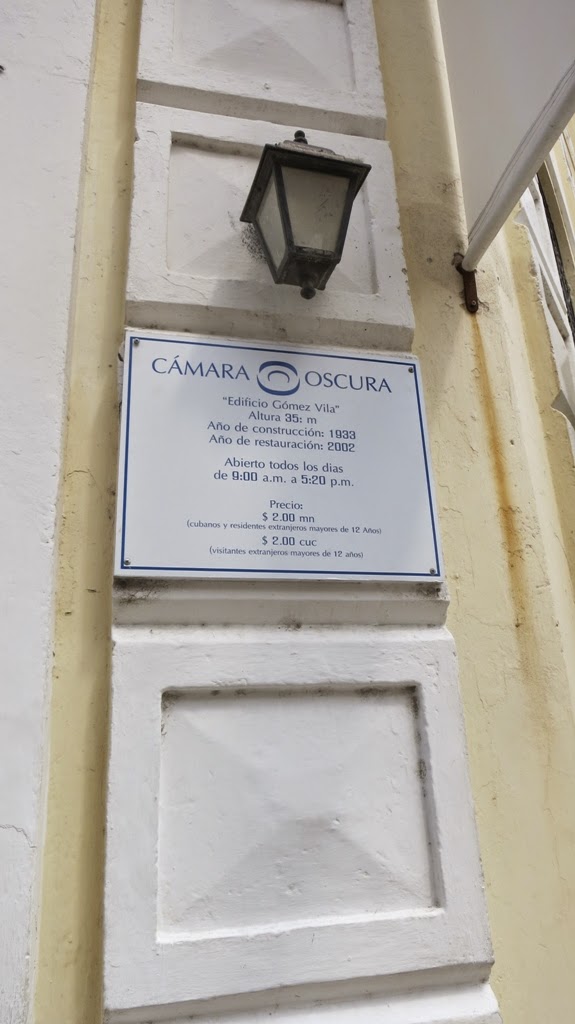 CÁMARA OSCURA
“Edificio Gómez Vila”
Altura 35: m
Año de construcción: 1933
Año de restauración: 2002
Abierto todos los dias
de 9:00 a.m. a 5:20 p.m.
Precio:
$ 2.00 mn
(cubanos y residentes extranjeros mayores de 12 Años)
$ 2.00 cuc
(visitantes extranjeros mayores de 12 años)